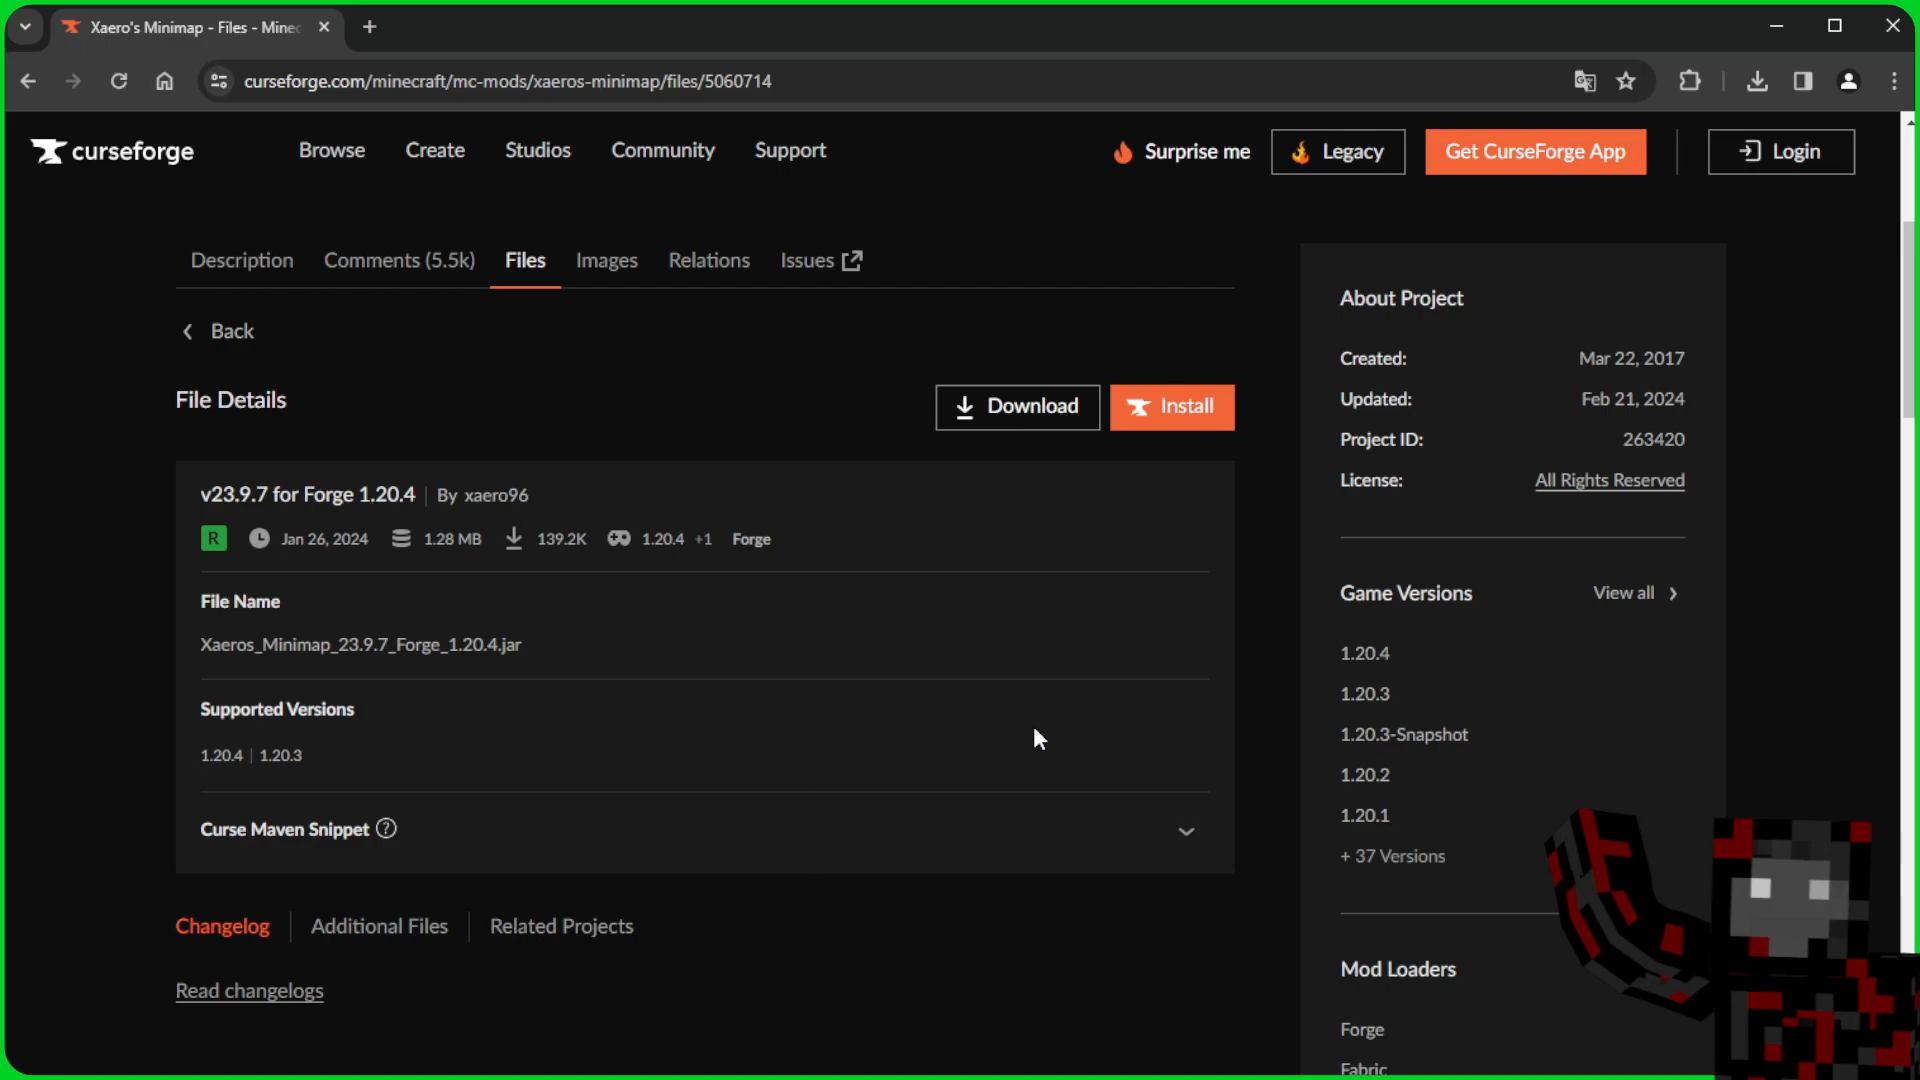 Xaero's Minimap - Files - Minec
curseforge.com/minecraft/mc-mods/xaeros-minimap/files/5060714
curseforge
Browse
Create
Studios
Community
Support
Surprise me
Legacy
Get CurseForge App
Login
Description
Comments (5.5k)
Files
Images
Relations
Issues
Back
File Details
Download
Install
v23.9.7 for Forge 1.20.4
By xaero96
R
Jan 26, 2024
1.28 MB
139.2K
1.20.4 +1
Forge
File Name
Xaeros_Minimap_23.9.7_Forge_1.20.4.jar
Supported Versions
1.20.4
1.20.3
Curse Maven Snippet
?
Changelog
Additional Files
Related Projects
Read changelogs
About Project
Created: Mar 22, 2017
Updated: Feb 21, 2024
Project ID: 263420
License: All Rights Reserved
Game Versions
View all
1.20.4
1.20.3
1.20.3-Snapshot
1.20.2
1.20.1
+ 37 Versions
Mod Loaders
Forge
Fabric